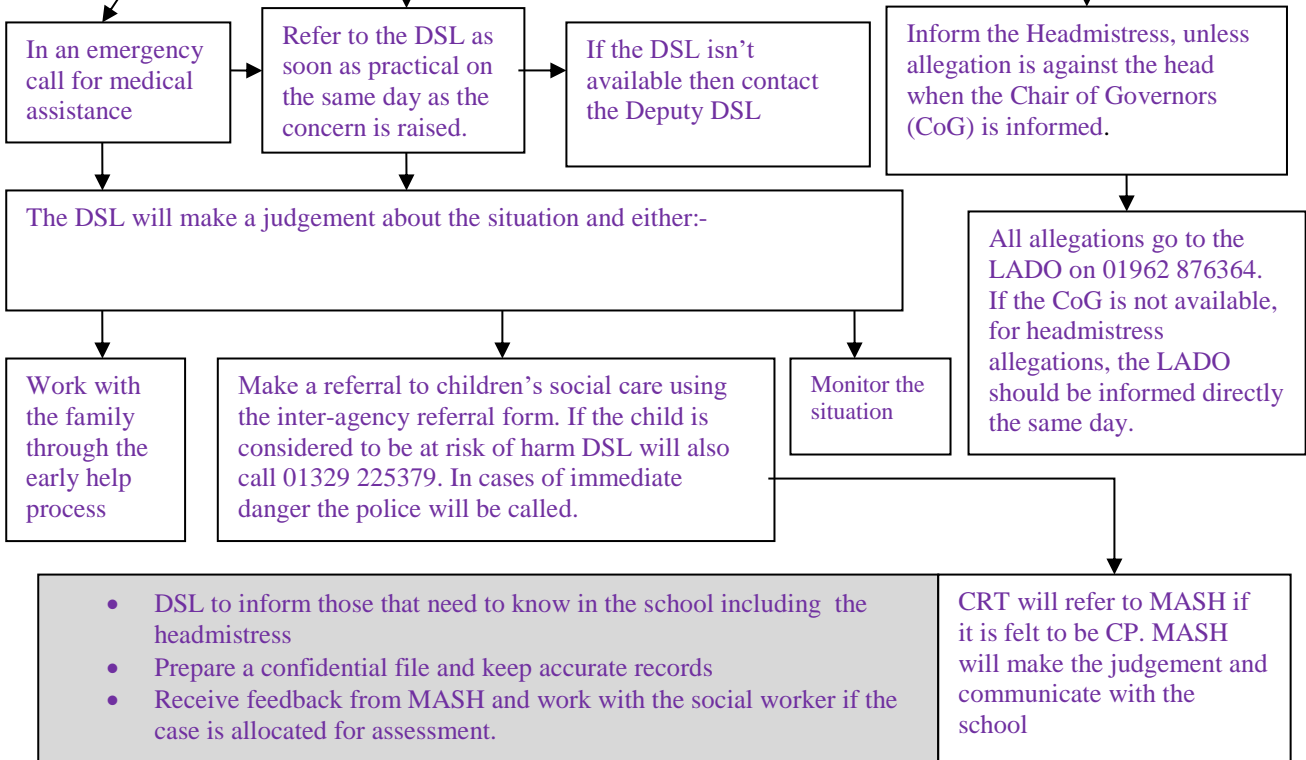 In an emergency
call for medical
assistance
Refer to the DSL as
soon as practical on
the same day as the
concern is raised.
If the DSL isn't
available then contact
the Deputy DSL
Inform the Headmistress, unless
allegation is against the head
when the Chair of Governors
(CoG) is informed.
The DSL will make a judgement about the situation and either:-
All allegations go to the
LADO on 01962 876364.
If the CoG is not available,
for headmistress
allegations, the LADO
should be informed directly
the same day.
Work with
the family
through the
early help
process
Make a referral to children's social care using
the inter-agency referral form. If the child is
considered to be at risk of harm DSL will also
call 01329 225379. In cases of immediate
danger the police will be called.
Monitor the
situation
• DSL to inform those that need to know in the school including the
headmistress
• Prepare a confidential file and keep accurate records
• Receive feedback from MASH and work with the social worker if the
case is allocated for assessment.
CRT will refer to MASH if
it is felt to be CP. MASH
will make the judgement and
communicate with the
school